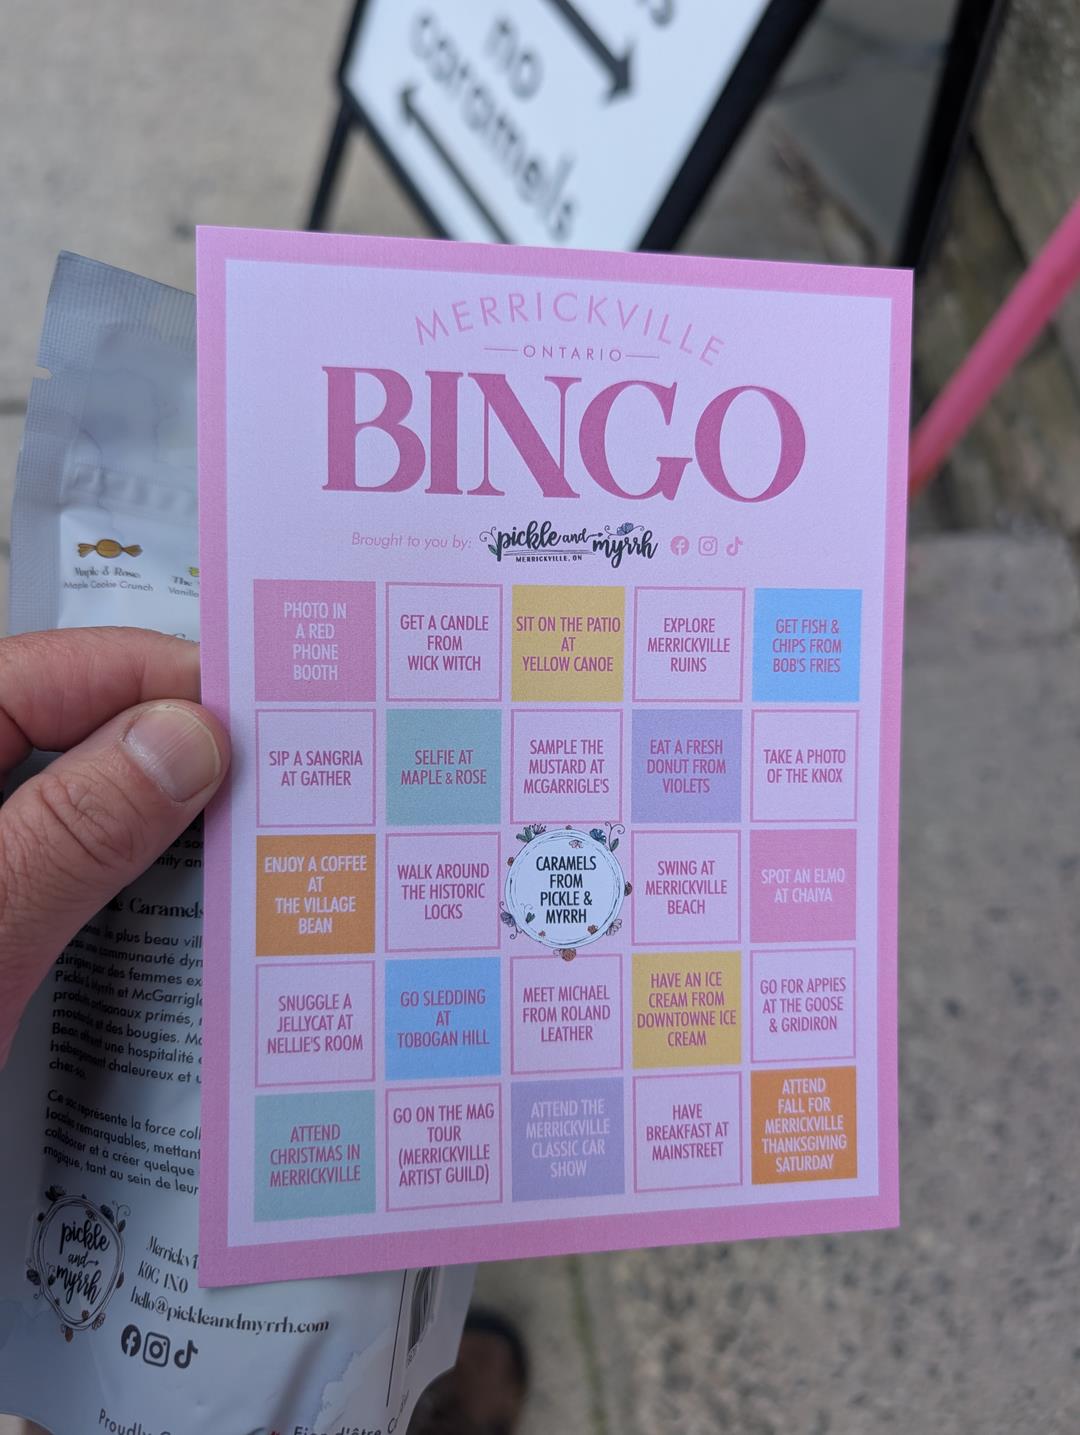 no
caramels
MERRICKVILLE
ONTARIO
BINGO
Brought to you by: pickle and myrrh
MERRICKVILLE, ON
PHOTO IN
A RED
PHONE
BOOTH
GET A CANDLE
FROM
WICK WITCH
SIT ON THE PATIO
AT
YELLOW CANOE
EXPLORE
MERRICKVILLE
RUINS
GET FISH &
CHIPS FROM
BOB'S FRIES
SIP A SANGRIA
AT GATHER
SELFIE AT
MAPLE & ROSE
SAMPLE THE
MUSTARD AT
MCGARRIGLE'S
EAT A FRESH
DONUT FROM
VIOLETS
TAKE A PHOTO
OF THE KNOX
ENJOY A COFFEE
AT
THE VILLAGE
BEAN
WALK AROUND
THE HISTORIC
LOCKS
CARAMELS
FROM
PICKLE &
MYRRH
SWING AT
MERRICKVILLE
BEACH
SPOT AN ELMO
AT CHAIYA
SNUGGLE A
JELLYCAT AT
NELLIE'S ROOM
GO SLEDDING
AT
TOBOGAN HILL
MEET MICHAEL
FROM ROLAND
LEATHER
HAVE AN ICE
CREAM FROM
DOWNTOWNE ICE
CREAM
GO FOR APPIES
AT THE GOOSE
& GRIDIRON
ATTEND
CHRISTMAS IN
MERRICKVILLE
GO ON THE MAG
TOUR
(MERRICKVILLE
ARTIST GUILD)
ATTEND THE
MERRICKVILLE
CLASSIC CAR
SHOW
HAVE
BREAKFAST AT
MAINSTREET
ATTEND
FALL FOR
MERRICKVILLE
THANKSGIVING
SATURDAY
Maple & Rose
Maple Cookie Crunch
The
Vanilla
Caramels
le plus beau vill
communauté dyn
des femmes ex
Pickle & Myrrh et McGarrigle
produits artisanaux primés,
et des bougies.
une hospitalité
chaleureux et
Ce sac représente la force coll
locales remarquables, mettant
collaborer et à créer quelque
magique, tant au sein de leur
pickle
and
myrrh
K0G 1N0
hello@pickleandmyrrh.com
Proudly
d'être